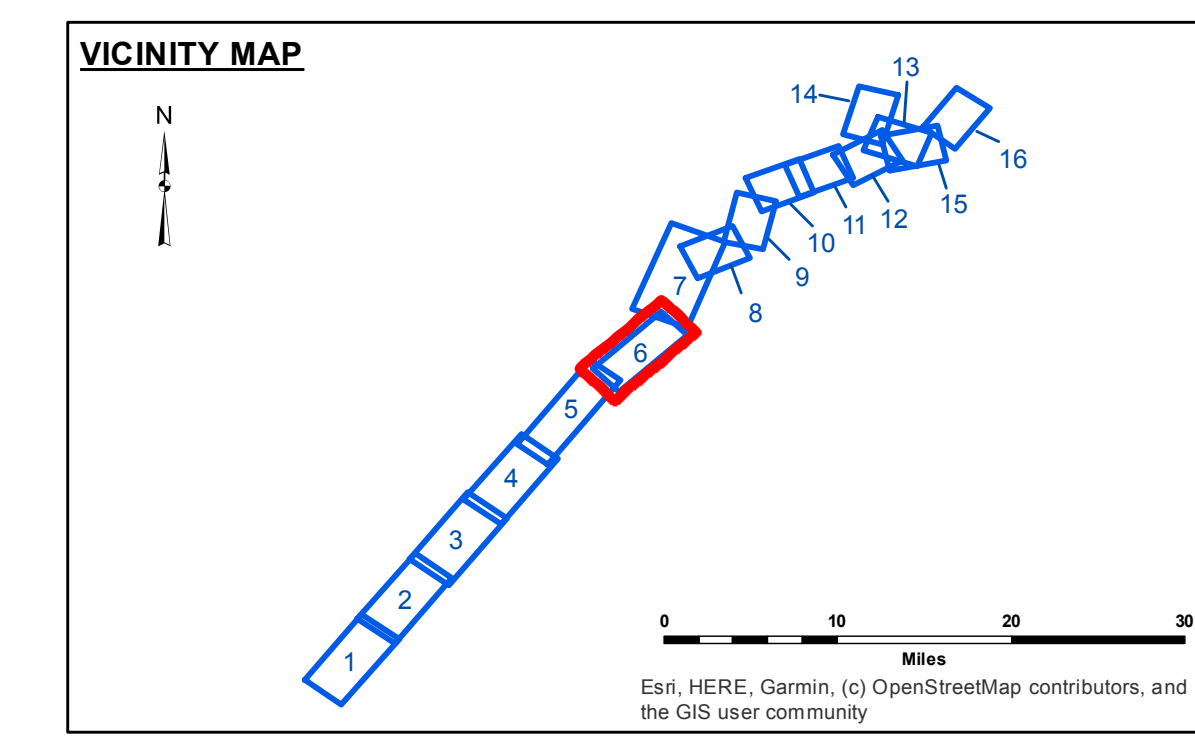 VICINITY MAP
N
13
14
16
15
12
11
10
9
8
7
6
5
4
3
2
1
0 10 20 30
Miles
Esri, HERE, Garmin, (c) OpenStreetMap contributors, and
the GIS user community